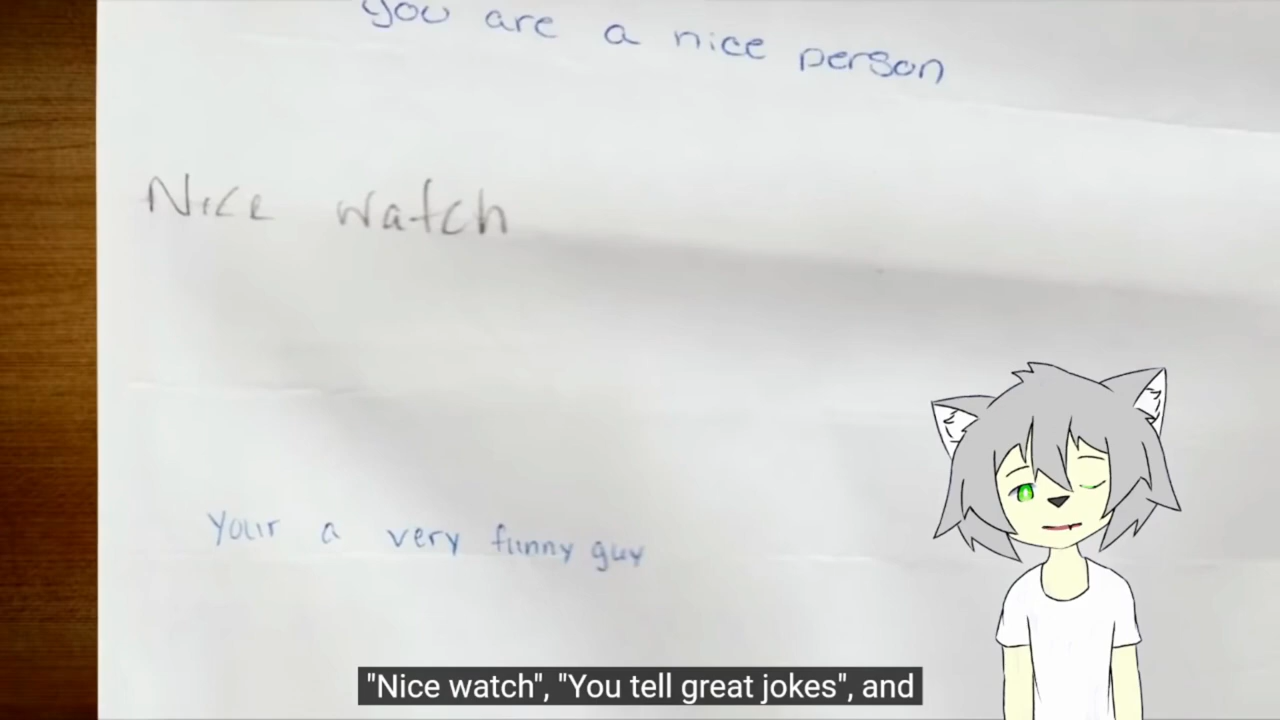 you are a nice person
Nice watch
Your a very funny guy
"Nice watch", "You tell great jokes", and